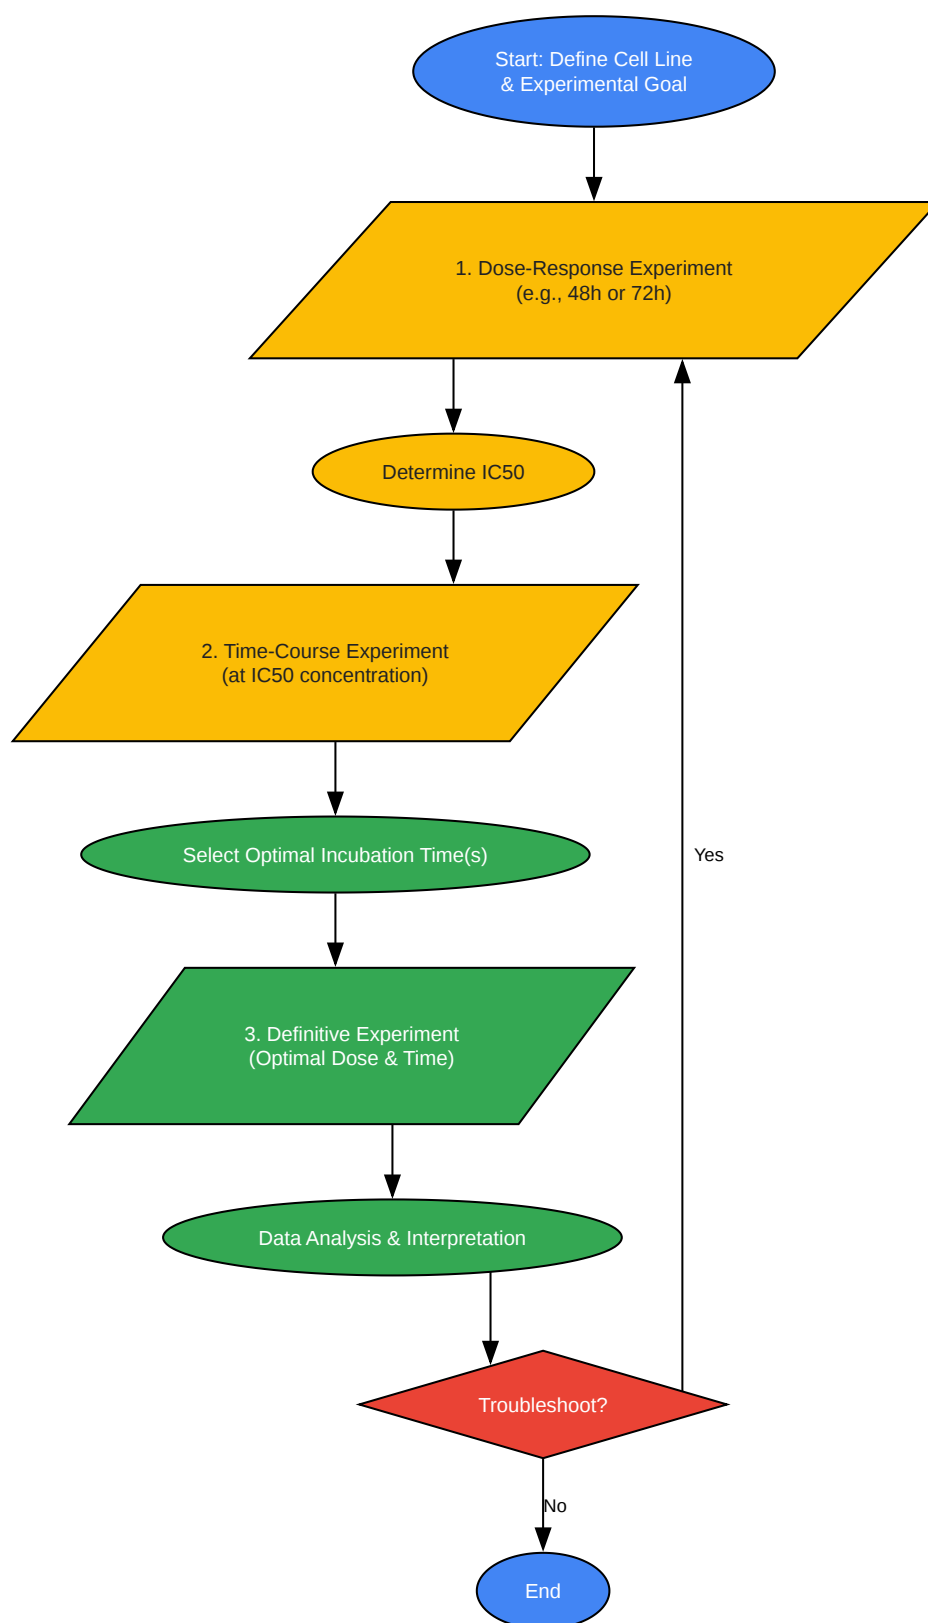 Start: Define Cell Line
& Experimental Goal
1. Dose-Response Experiment
(e.g., 48h or 72h)
Determine IC50
2. Time-Course Experiment
(at IC50 concentration)
Select Optimal Incubation Time(s)
Yes
3. Definitive Experiment
(Optimal Dose & Time)
Data Analysis & Interpretation
Troubleshoot?
No
End